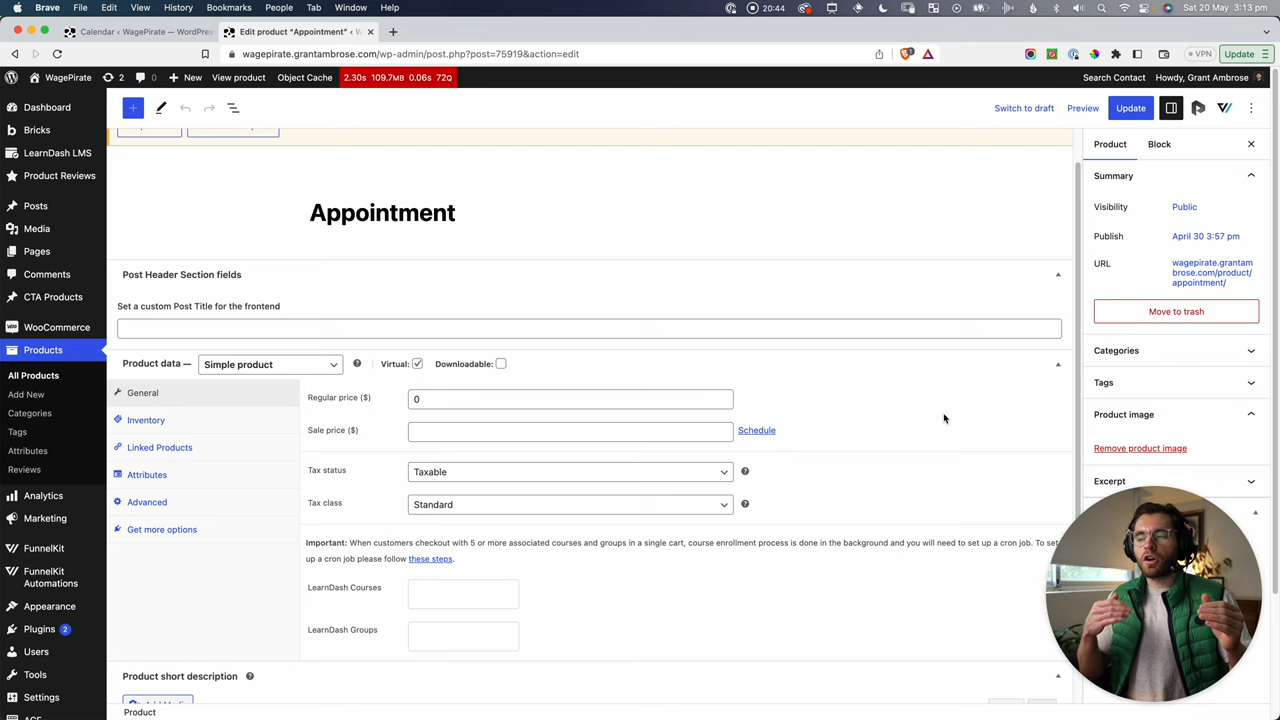 Brave File Edit View History Bookmarks People Tab Window Help 20:44 Tue 2 May 3:13 pm
Calendar ‹ WagePirate — WordPress
Edit product "Appointment" ‹ W
wagepirate.grantambrose.com/wp-admin/post.php?post=75919&action=edit
VPN
Update
WagePirate 2 0 New View product Object Cache 2.30s 109.7MB 0.06s 72Q Search Contact Howdy, Grant Ambrose
Dashboard
Bricks
LearnDash LMS
Product Reviews
Posts
Media
Pages
Comments
CTA Products
WooCommerce
Products
All Products
Add New
Categories
Tags
Attributes
Reviews
Analytics
Marketing
FunnelKit
FunnelKit
Automations
Appearance
Plugins 2
Users
Tools
Settings
Switch to draft Preview Update
Appointment
Post Header Section fields
Set a custom Post Title for the frontend
Product data — Simple product Virtual: Downloadable:
General
Inventory
Linked Products
Attributes
Advanced
Get more options
Regular price ($) 0
Sale price ($) Schedule
Tax status Taxable
Tax class Standard
Important: When customers checkout with 5 or more associated courses and groups in a single cart, course enrollment process is done in the background and you will need to set up a cron job. To set
up a cron job please follow these steps.
LearnDash Courses
LearnDash Groups
Product short description
Product
Product Block
Summary
Visibility Public
Publish April 30 3:57 pm
URL wagepirate.grantam
brose.com/product/
appointment/
Move to trash
Categories
Tags
Product image
Remove product image
Excerpt